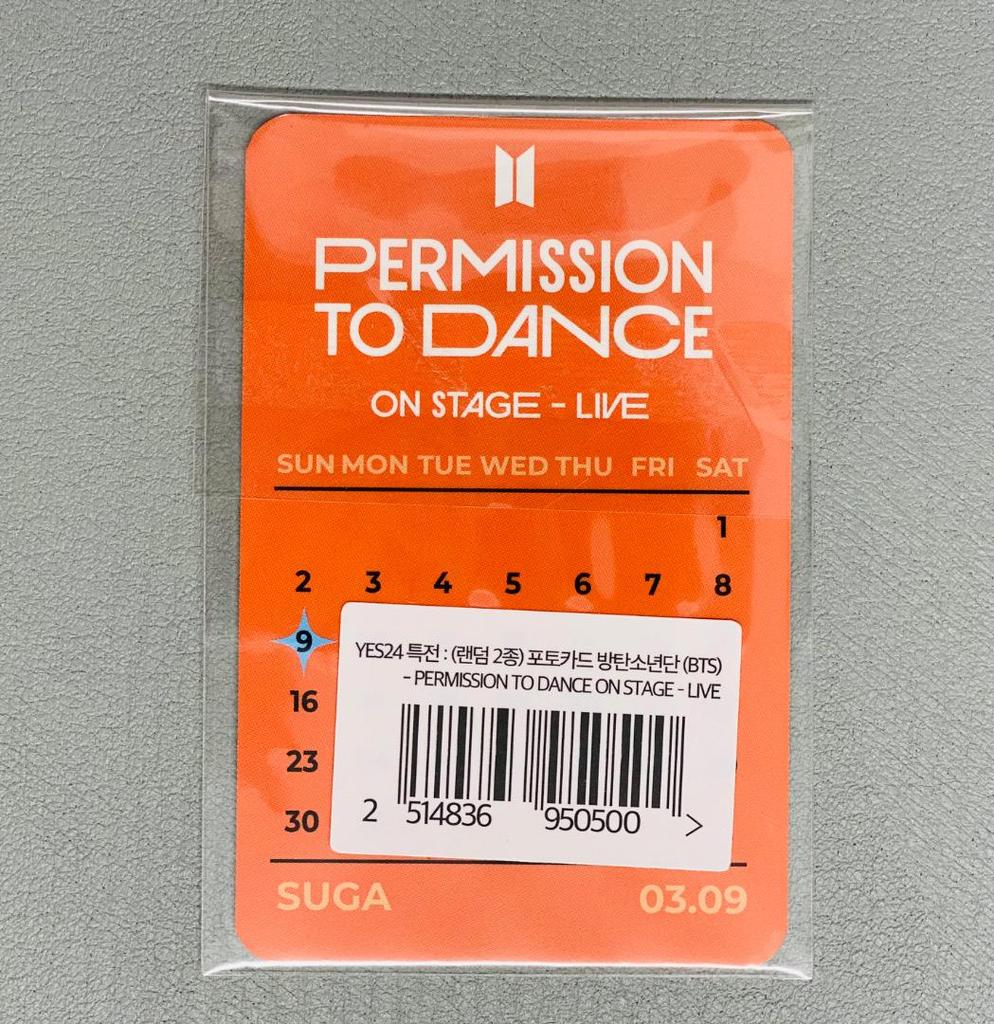 PERMISSION
TO DANCE
ON STAGE - LIVE
SUN MON TUE WED THU FRI SAT
1
2 3 4 5 6 7 8
9
16
23
30
YES24 특전 : (랜덤 2종) 포토카드 방탄소년단 (BTS)
- PERMISSION TO DANCE ON STAGE - LIVE
2 514836 950500 >
SUGA 03.09